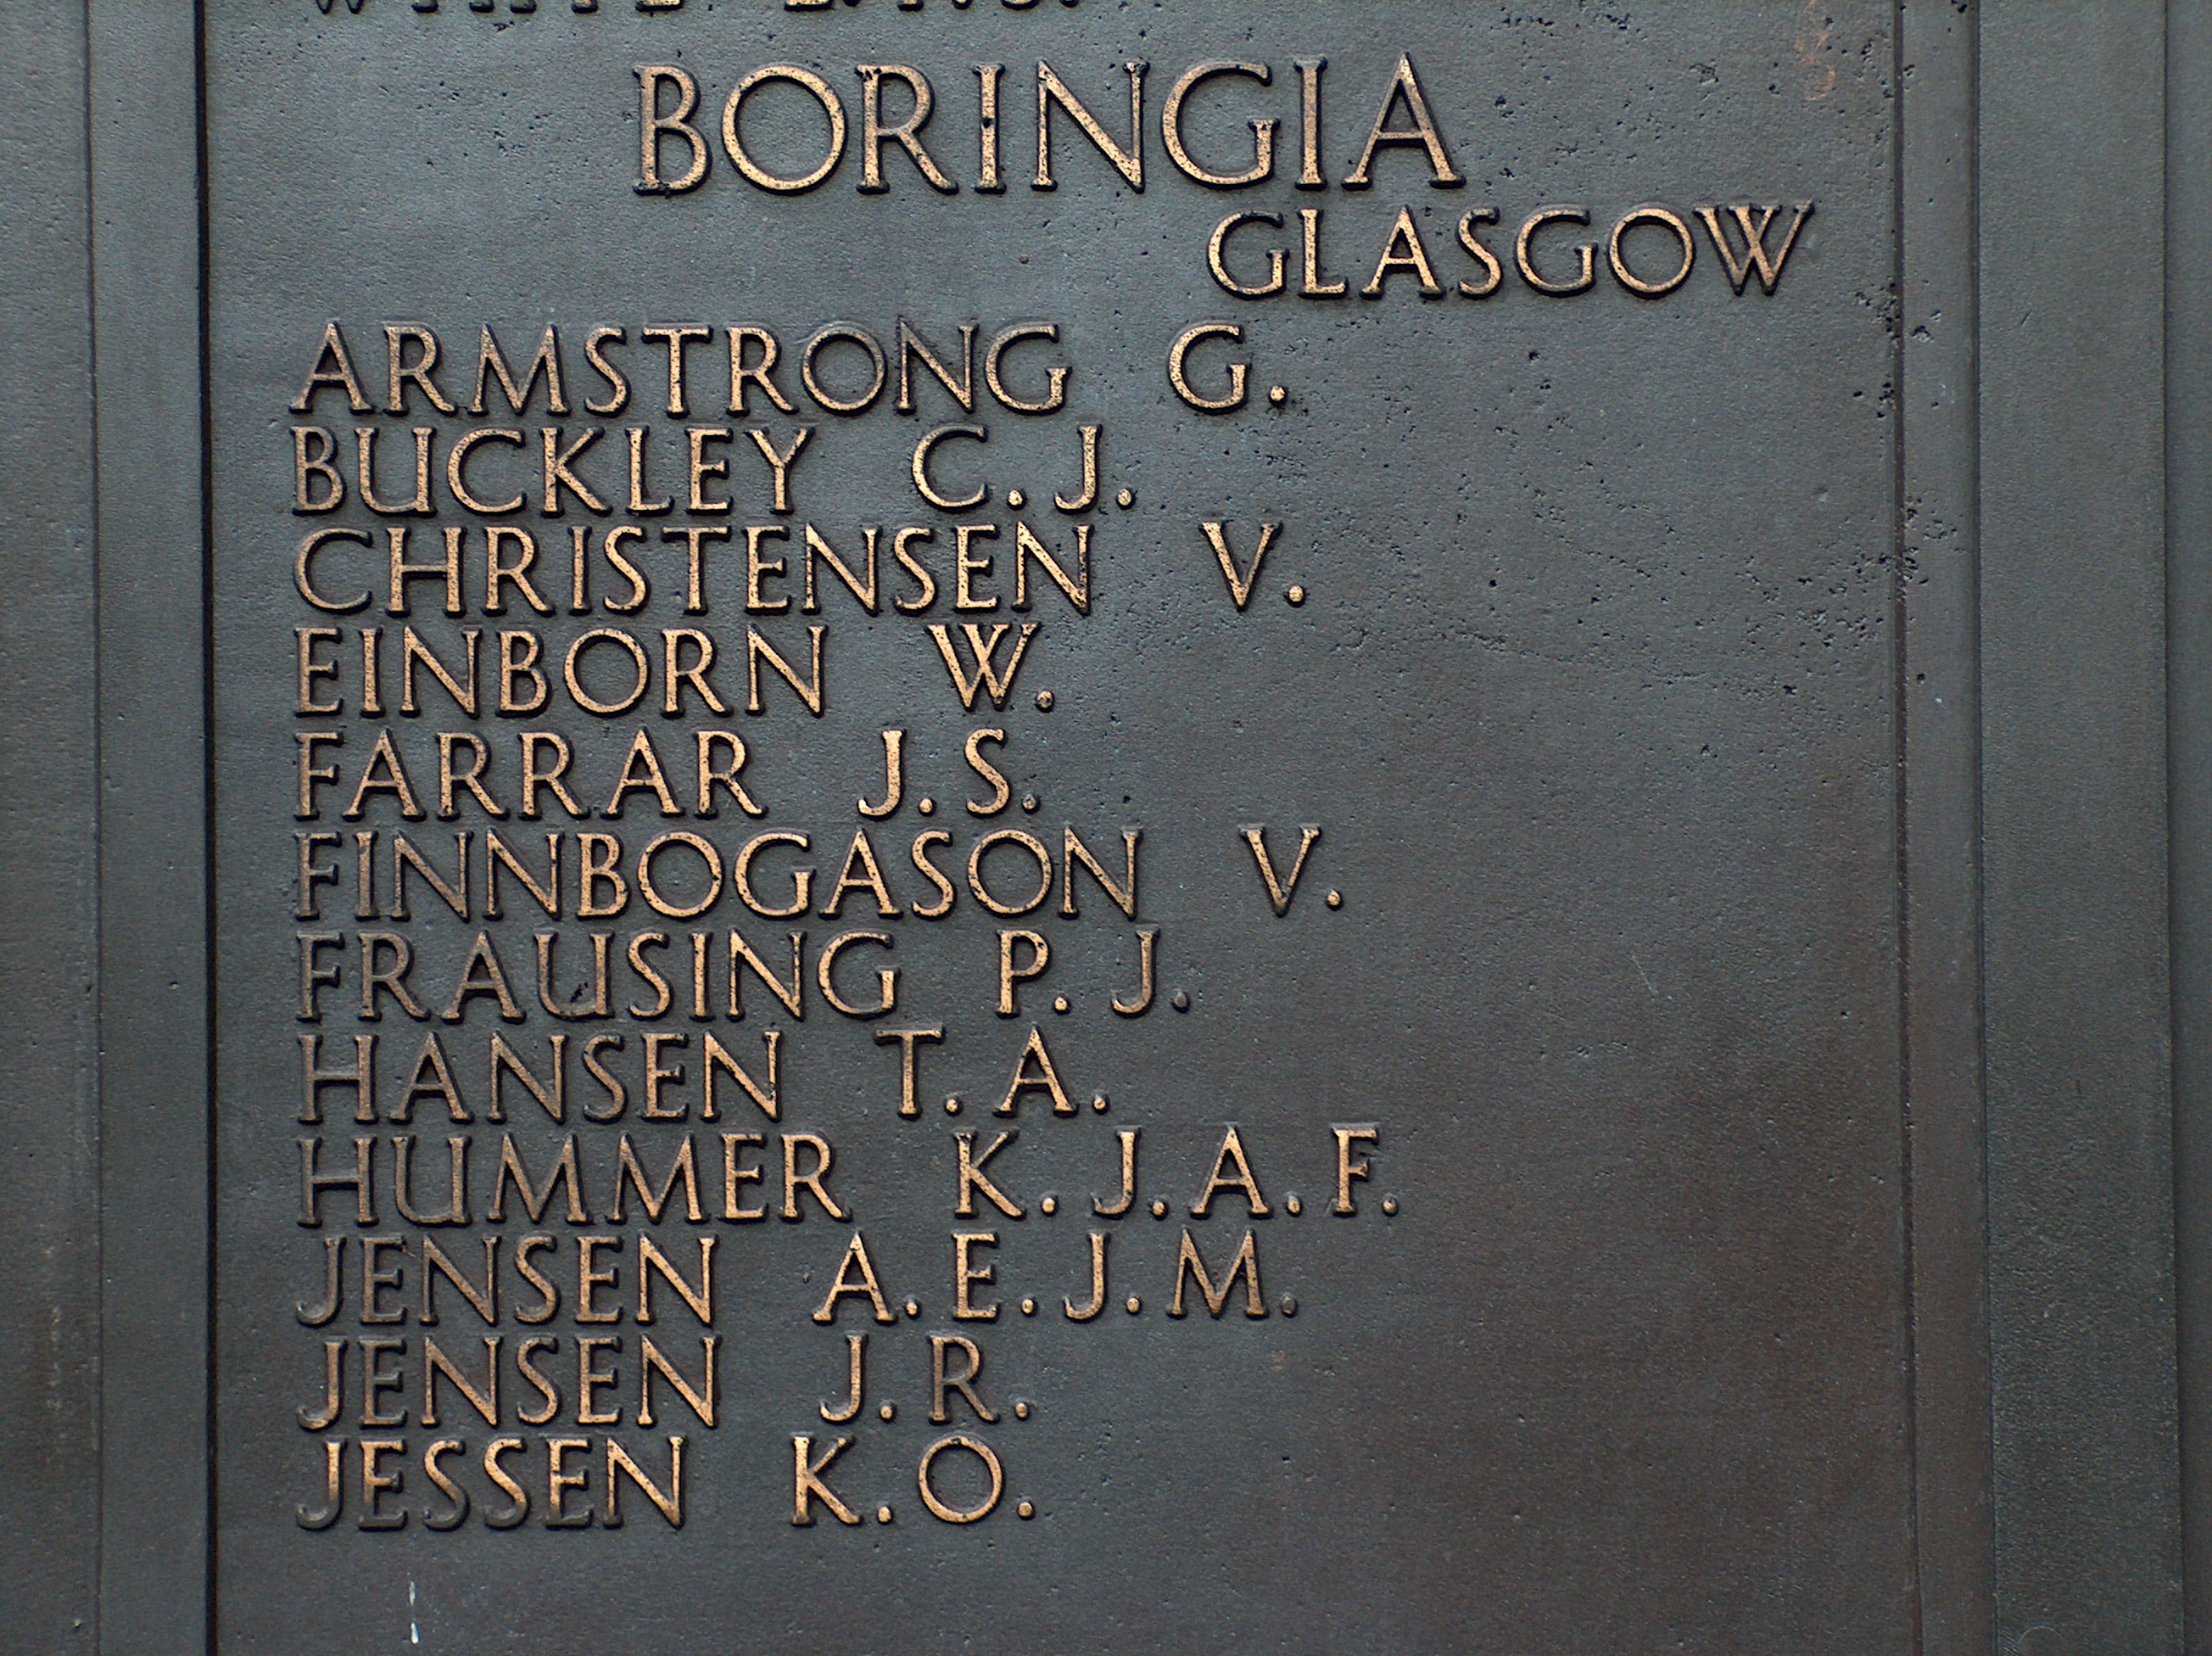 BORINGIA
GLASGOW
ARMSTRONG G.
BUCKLEY C.J.
CHRISTENSEN V.
EINBORN W.
FARRAR J.S.
FINNBOGASON V.
FRAUSING P.J.
HANSEN T.A.
HUMMER K.J.A.F.
JENSEN A.E.J.M.
JENSEN J.R.
JESSEN K.O.